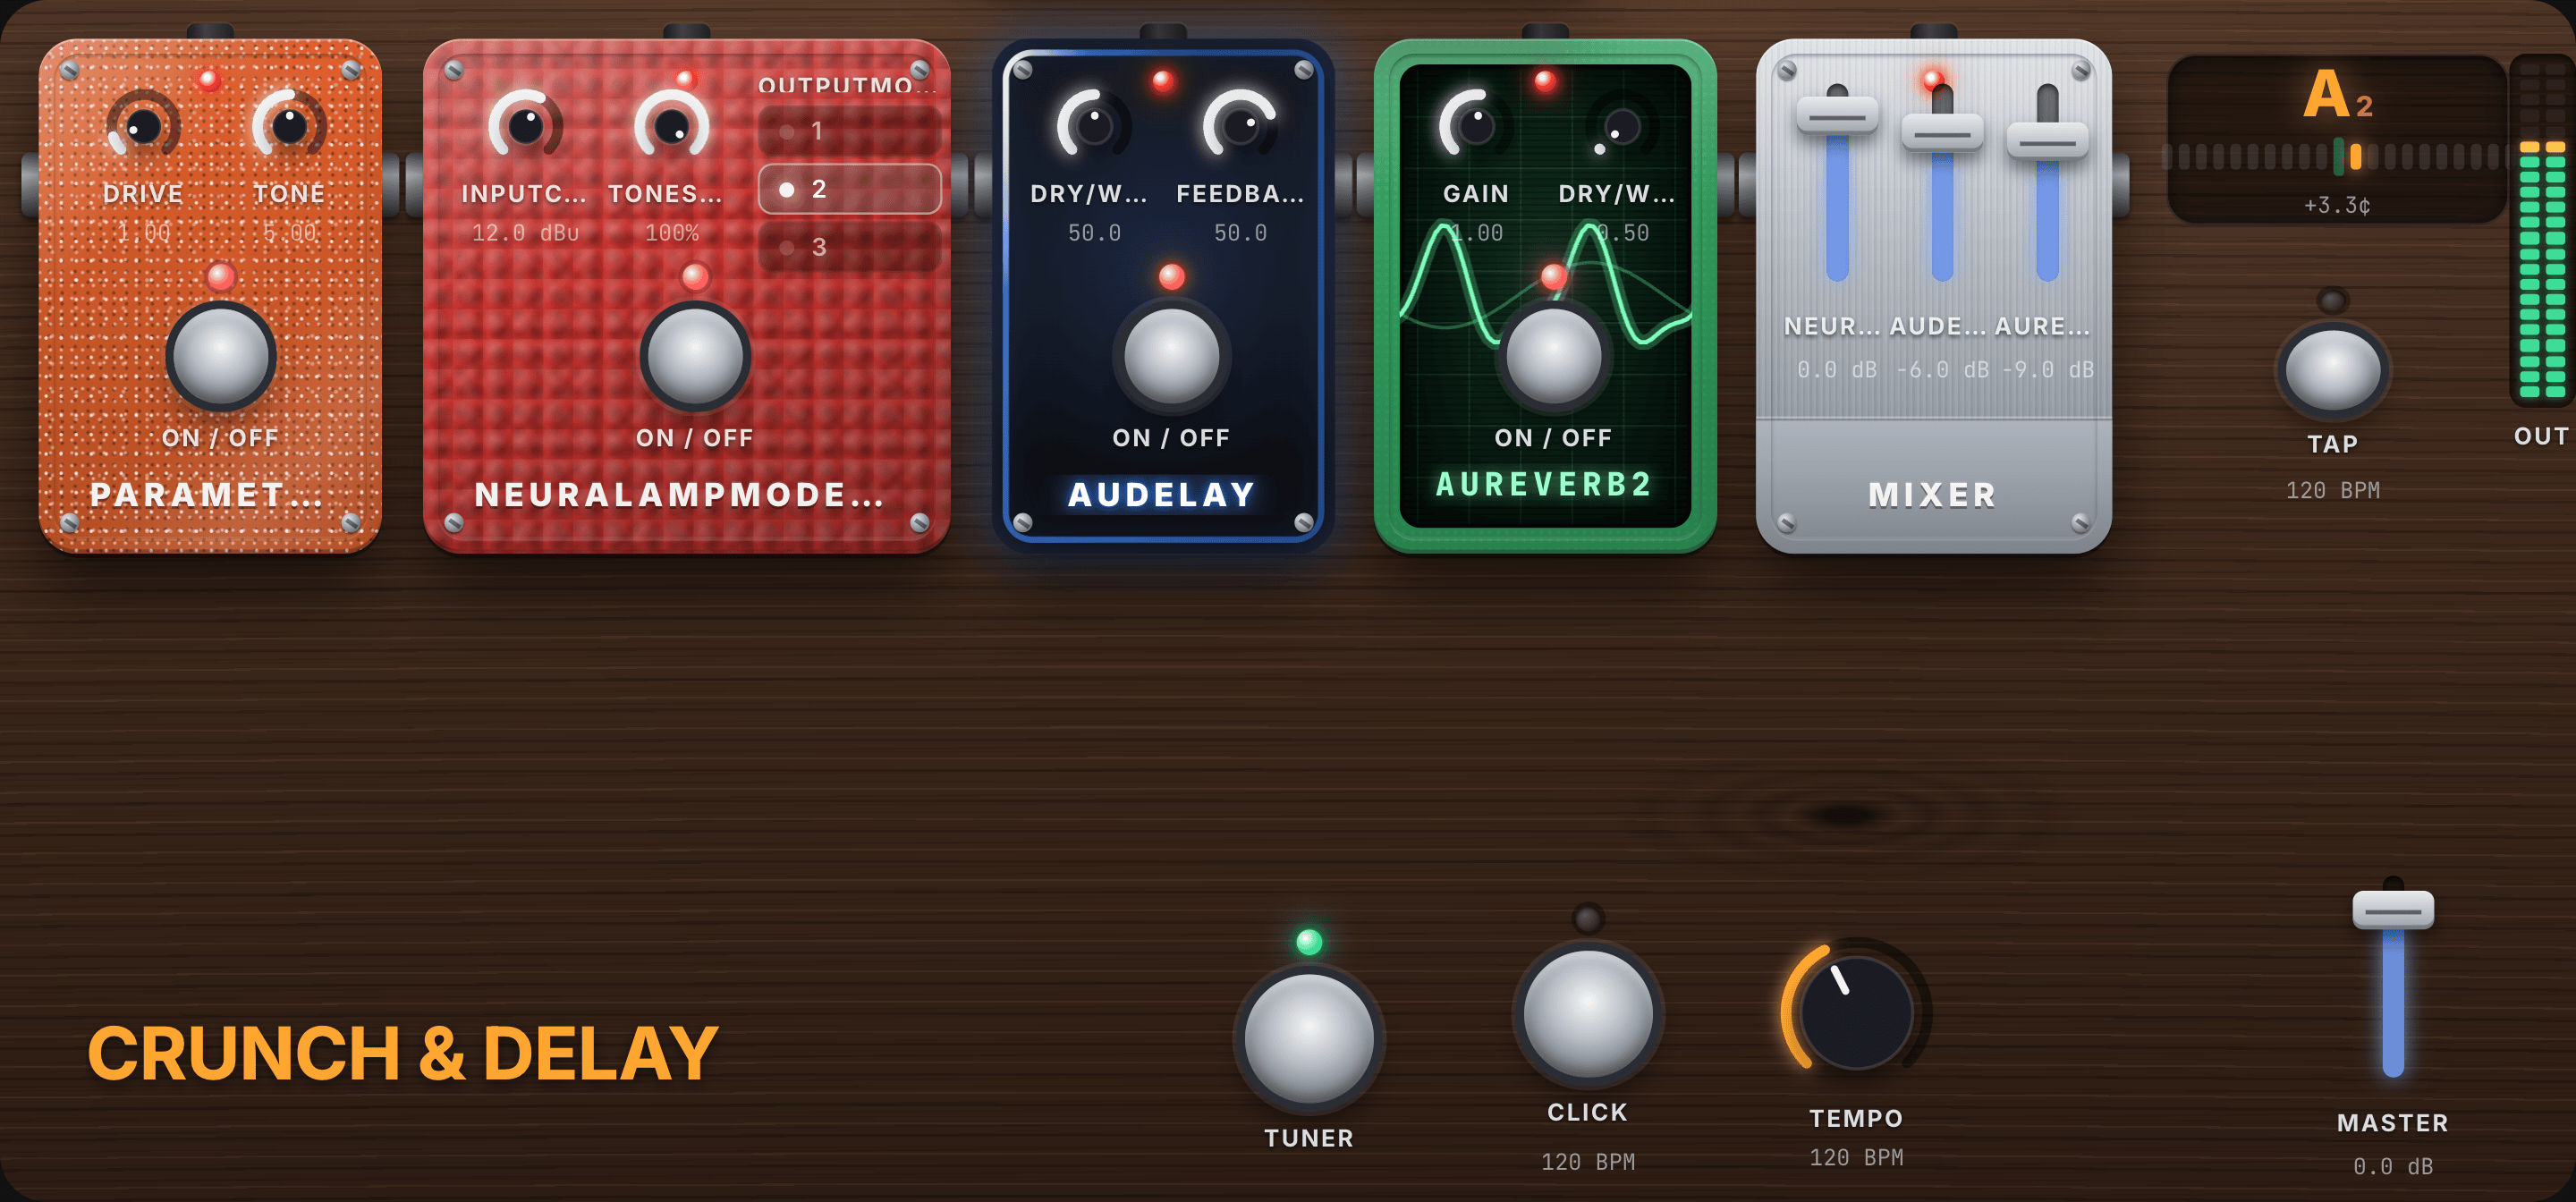 DRIVE
1.00
TONE
5.00
ON / OFF
PARAMET...
INPUTC...
12.0 dBu
TONES...
100%
OUTPUTMO...
1
2
3
ON / OFF
NEURALAMPMODE...
DRY/W...
50.0
FEEDBA...
50.0
ON / OFF
AUDELAY
GAIN
1.00
DRY/W...
0.50
ON / OFF
AUREVERB2
NEUR...
0.0 dB
AUDE...
-6.0 dB
AURE...
-9.0 dB
MIXER
A2
+3.3¢
TAP
120 BPM
OUT
CRUNCH & DELAY
TUNER
CLICK
120 BPM
TEMPO
120 BPM
MASTER
0.0 dB